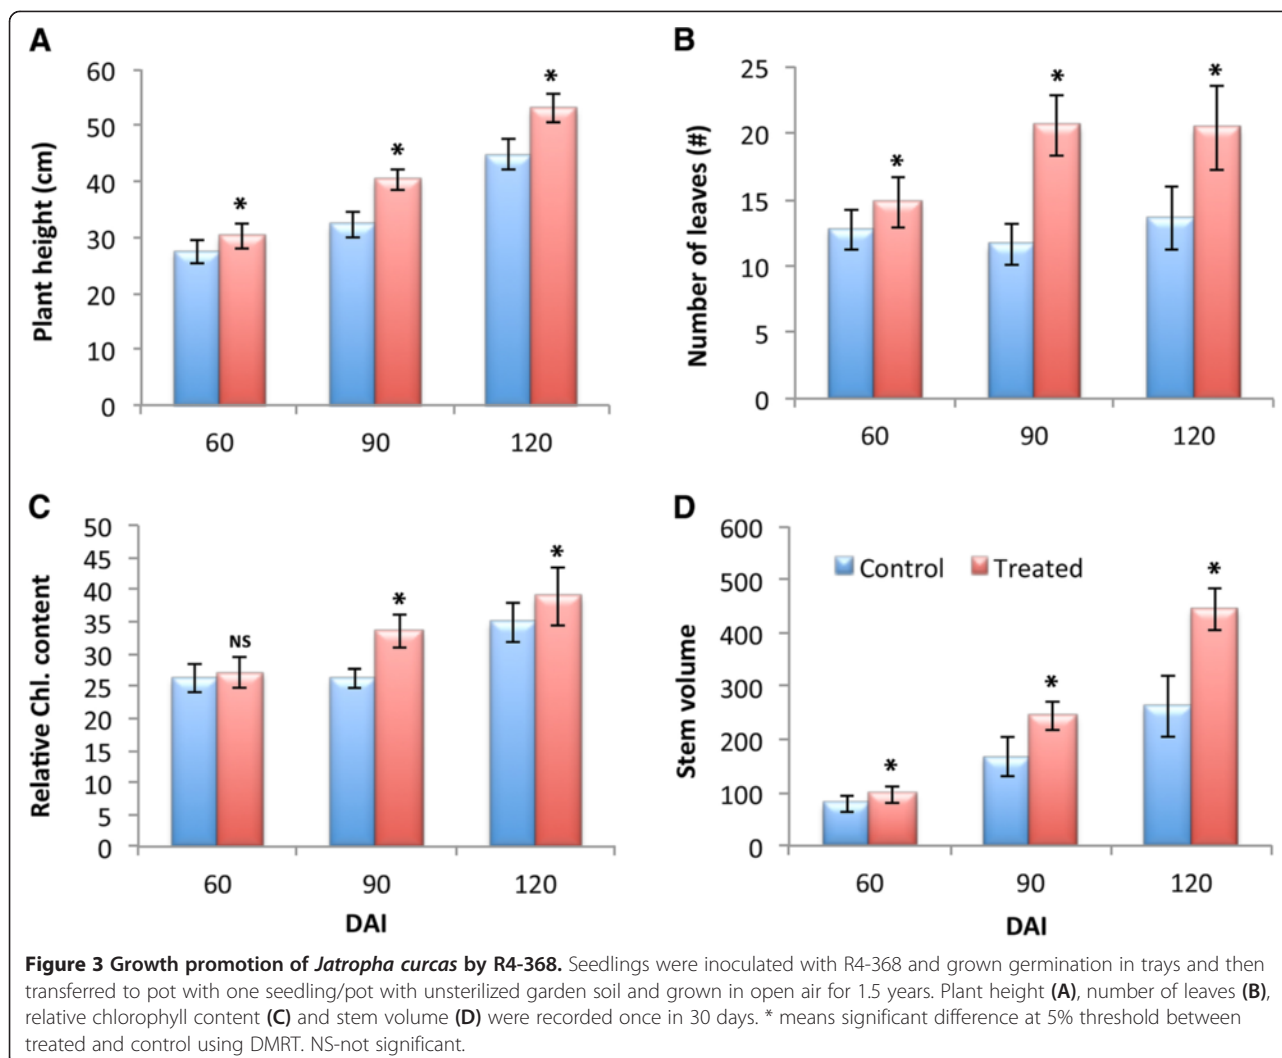 A
60
50
40
30
20
10
0
Plant height (cm)
*
*
*
60 90 120
B
25
20
15
10
5
0
Number of leaves (#)
*
*
*
60 90 120
C
50
45
40
35
30
25
20
15
10
5
0
Relative Chl. content
NS
*
*
60 90 120
DAI
D
600
500
400
300
200
100
0
Stem volume
Control Treated
*
*
*
60 90 120
DAI
Figure 3 Growth promotion of Jatropha curcas by R4-368. Seedlings were inoculated with R4-368 and grown germination in trays and then
transferred to pot with one seedling/pot with unsterilized garden soil and grown in open air for 1.5 years. Plant height (A), number of leaves (B),
relative chlorophyll content (C) and stem volume (D) were recorded once in 30 days. * means significant difference at 5% threshold between
treated and control using DMRT. NS-not significant.